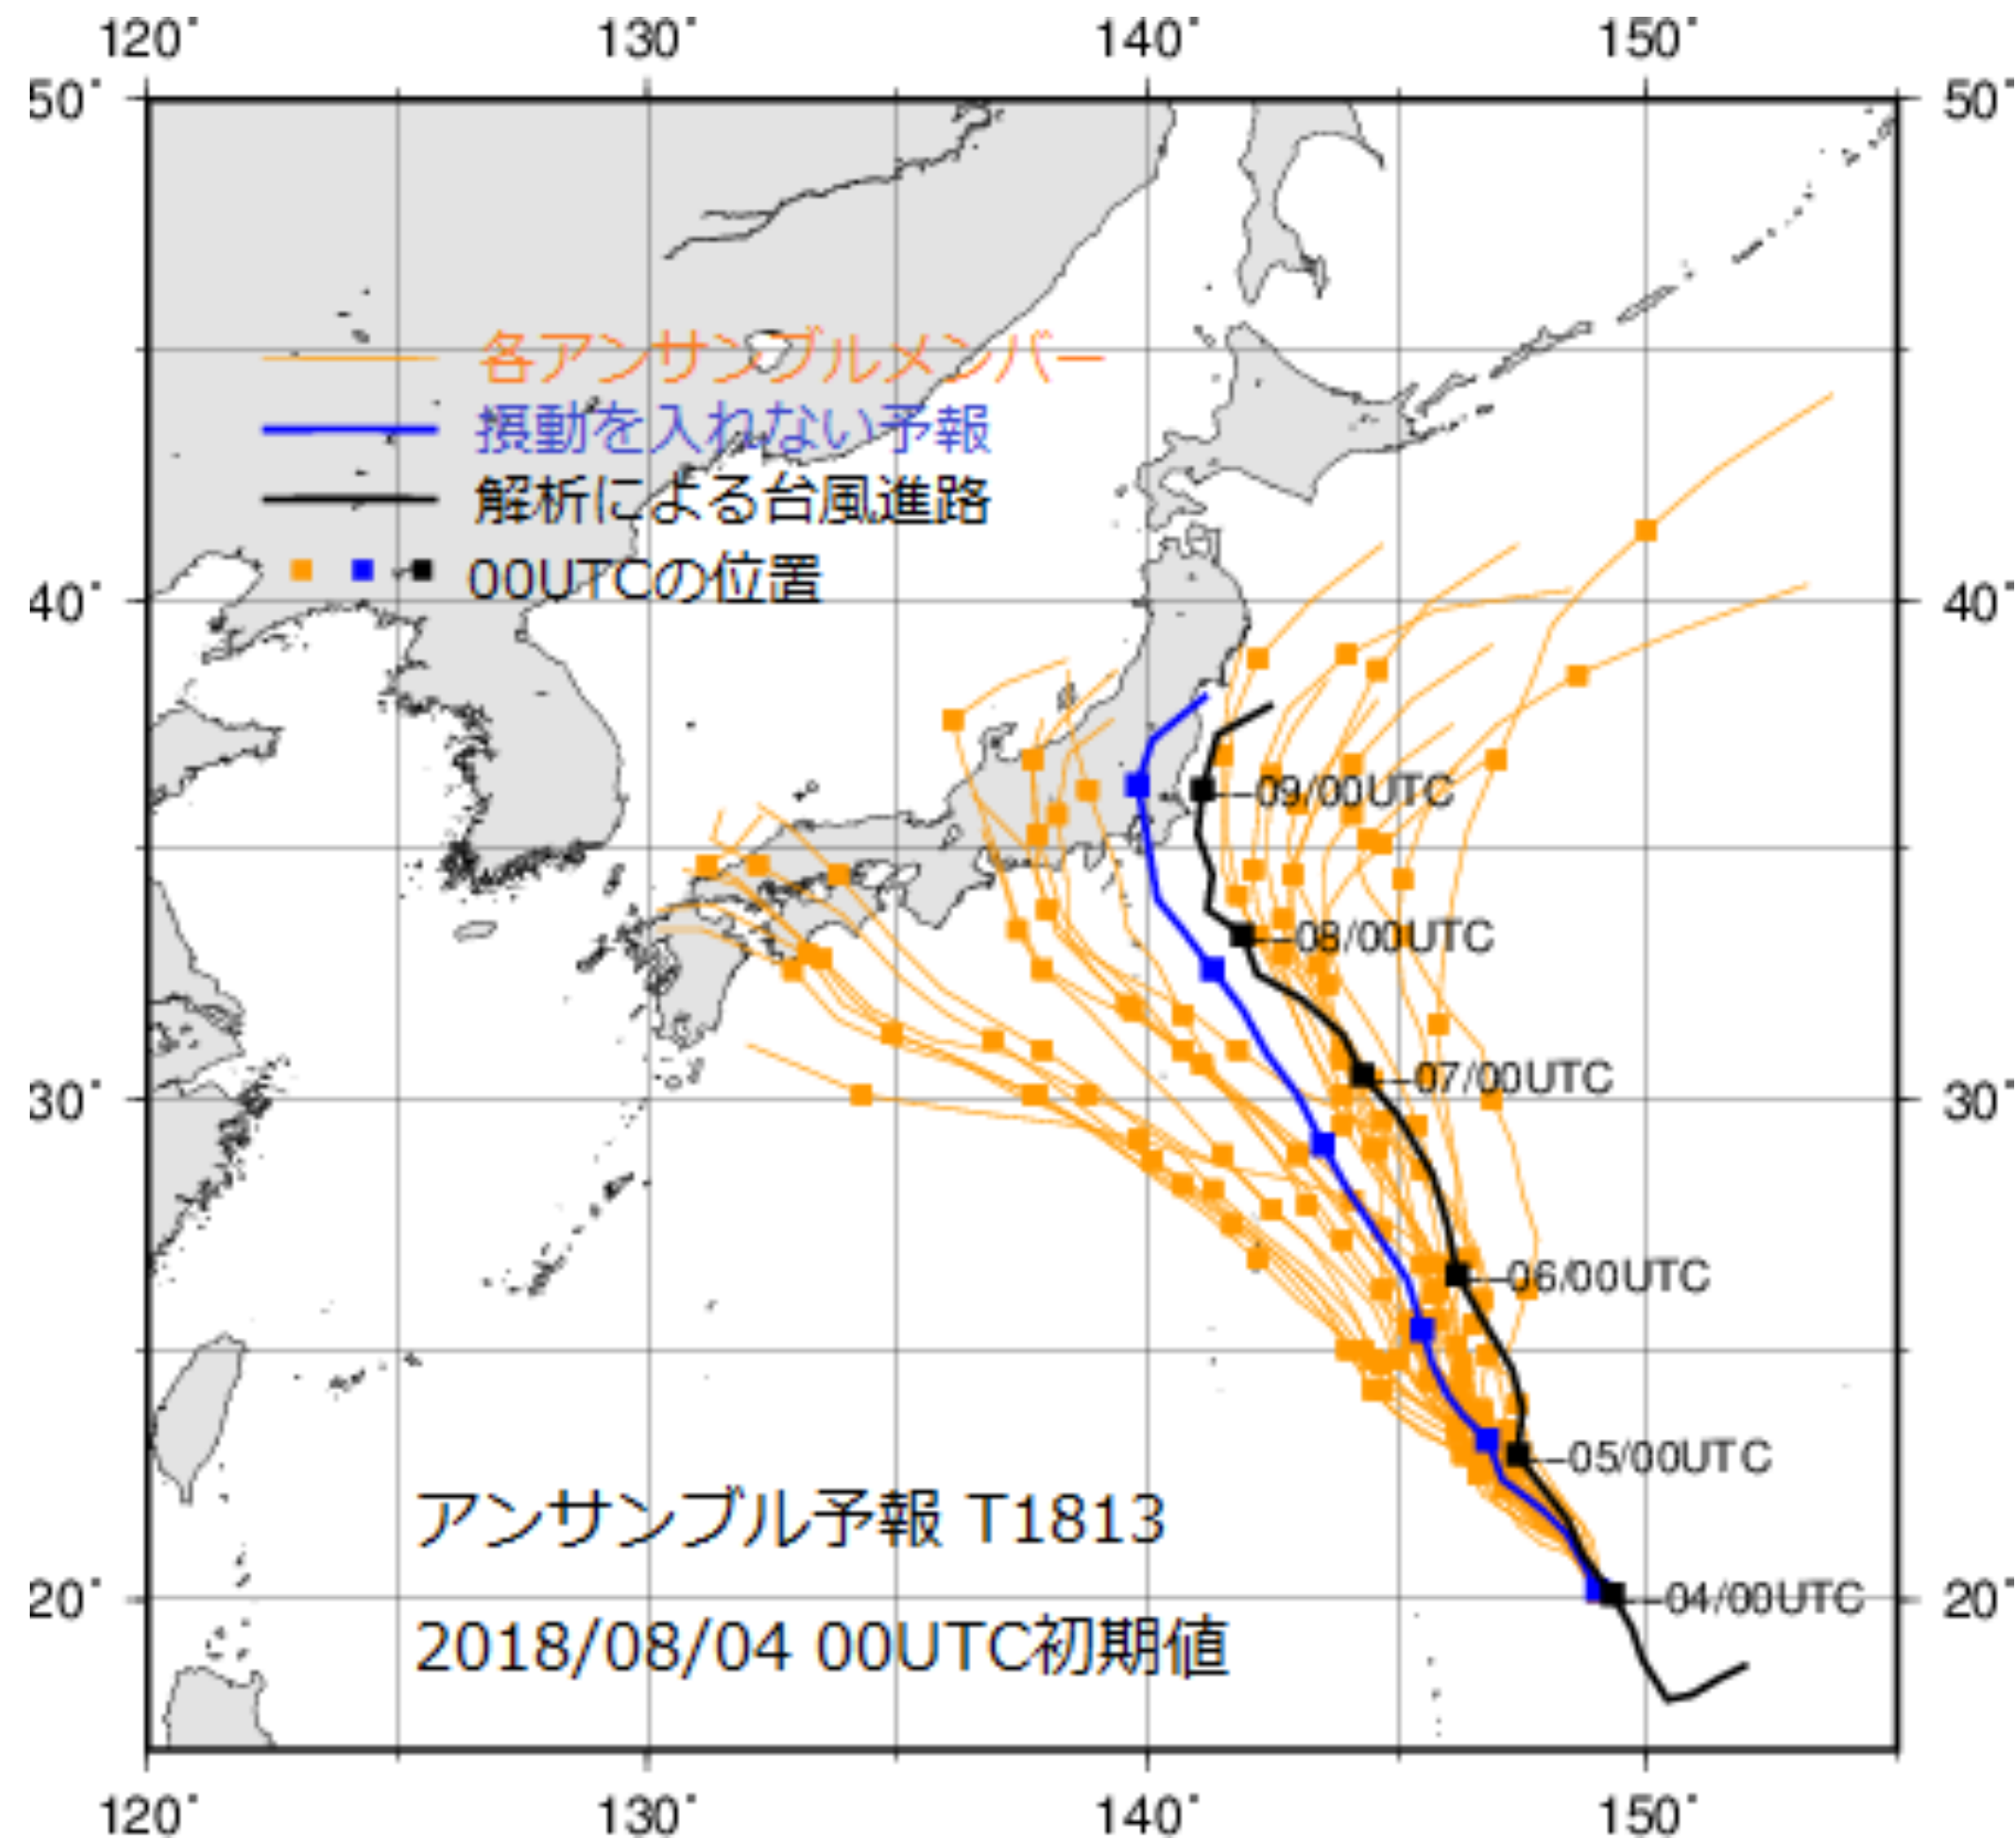 120° 130° 140° 150°
50° 50°
各アンサンブルメンバー
摂動を入れない予報
解析による台風進路
00UTCの位置
40° 40°
09/00UTC
08/00UTC
07/00UTC
30° 30°
06/00UTC
05/00UTC
アンサンブル予報 T1813
04/00UTC
20° 20°
2018/08/04 00UTC初期値
120° 130° 140° 150°